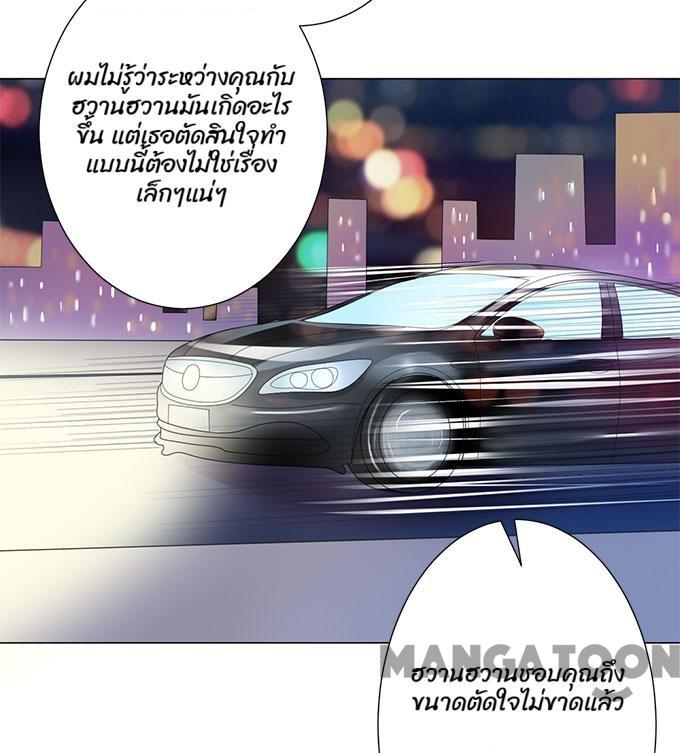 ผมไม่รู้ว่าระหว่างคุณกับ
ฮวานฮวานมันเกิดอะไร
ขึ้น แต่เธอตัดสินใจทำ
แบบนี้ต้องไม่ใช่เรื่อง
เล็กๆแน่ๆ
MANGATOON
ฮวานฮวานชอบคุณถึง
ขนาดตัดใจไม่ขาดแล้ว